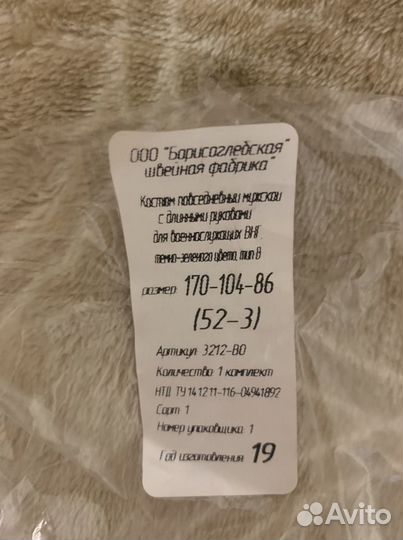 ООО "Борисогледская"
швейная фабрика"
Костюм повседневный мужской
с длинными рукавами
для военнослужащих ВНГ
темно-зеленого цвета, тип В
размер: 170-104-86
(52-3)
Артикул: 3212-ВО
Количество: 1 комплект
НТД: ТУ 14.12.11-116-04941892
Сорт: 1
Номер упаковщика: 1
Год изготовления: 19
Avito